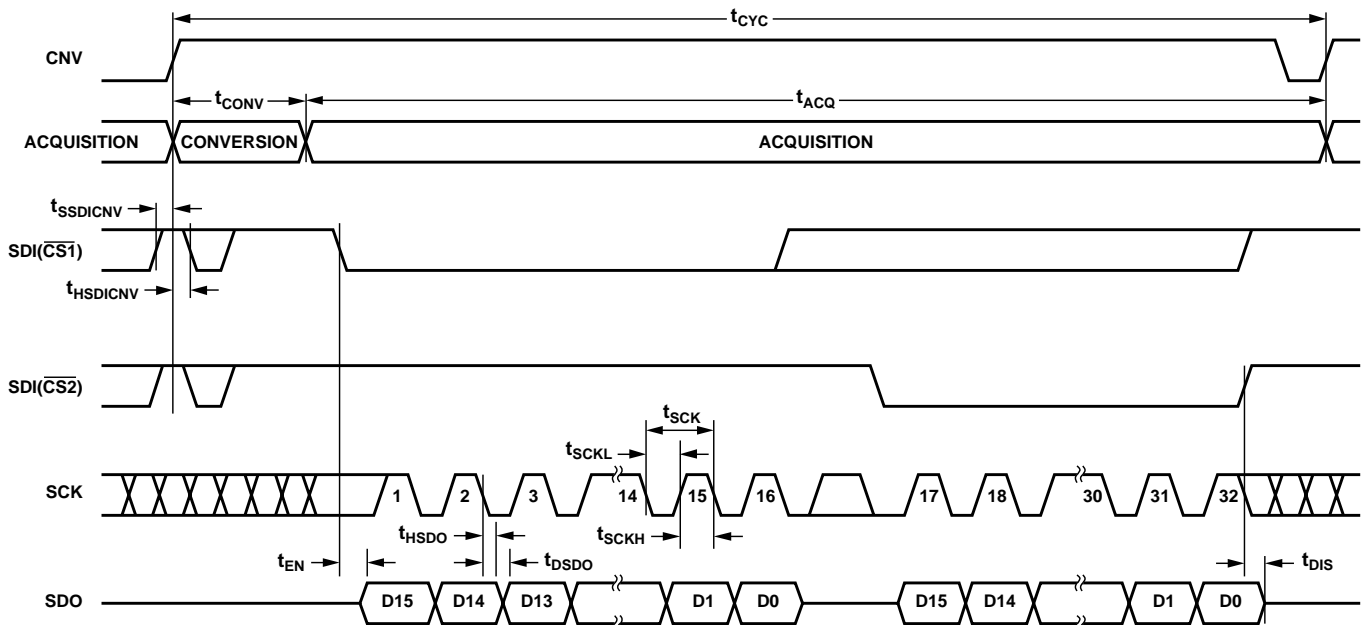 tCYC
CNV
tCONV
tACQ
ACQUISITION
CONVERSION
ACQUISITION
tSSDICNV
SDI(CS1)
tHSDICNV
SDI(CS2)
tSCK
tSCKL
SCK
1 2 3 14 15 16 17 18 30 31 32
tHSDO
tSCKH
tEN
tDSDO
tDIS
SDO
D15 D14 D13 D1 D0 D15 D14 D1 D0